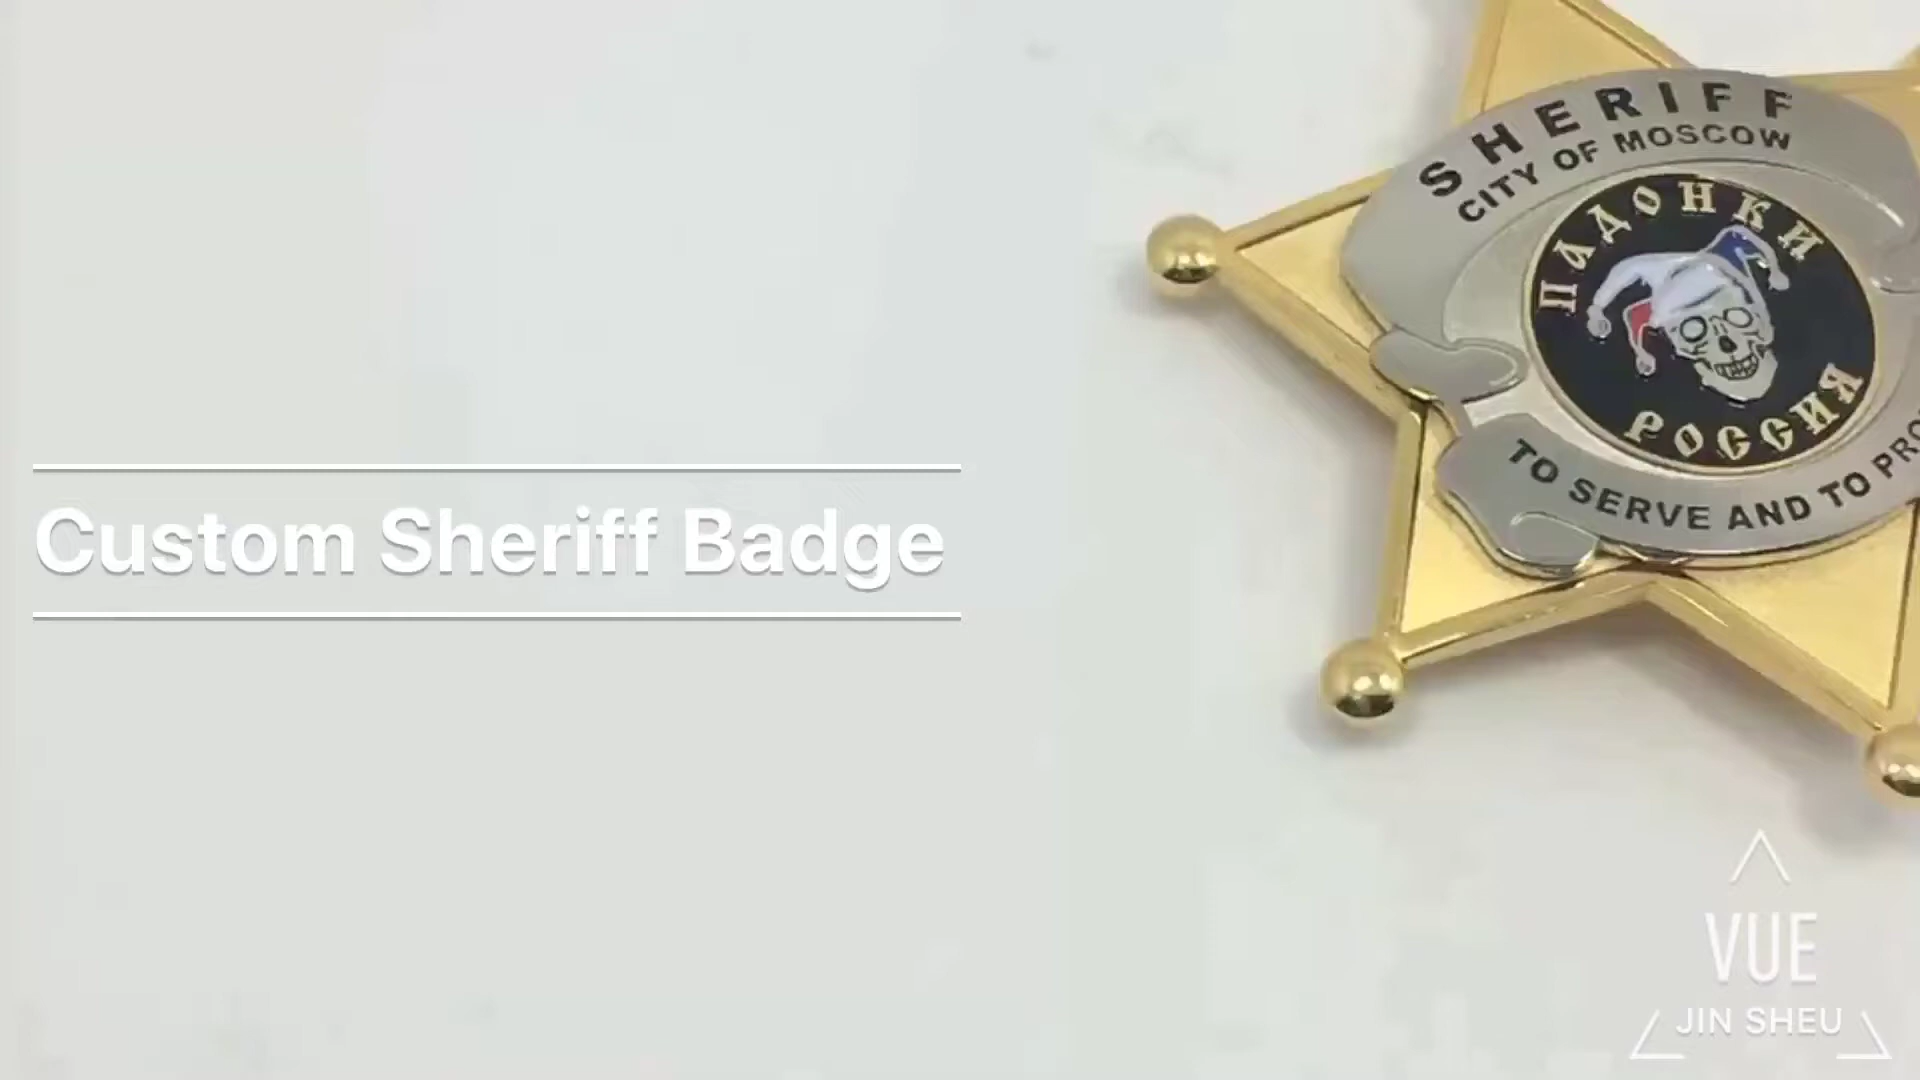 SHERIFF
CITY OF MOSCOW
ПАДОНКИ
РОССИЯ
TO SERVE AND TO PRO
Custom Sheriff Badge
VUE
JIN SHEU